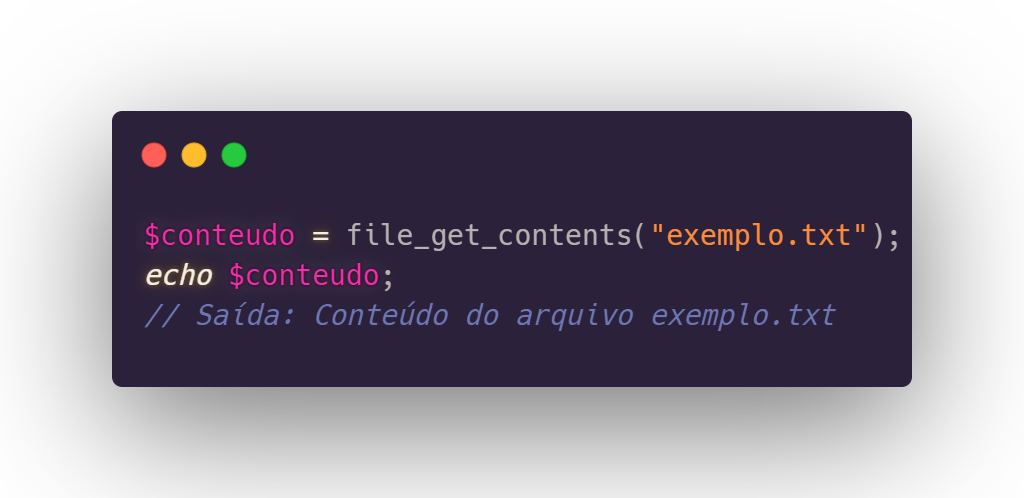 $conteudo = file_get_contents("exemplo.txt");
echo $conteudo;
// Saída: Conteúdo do arquivo exemplo.txt